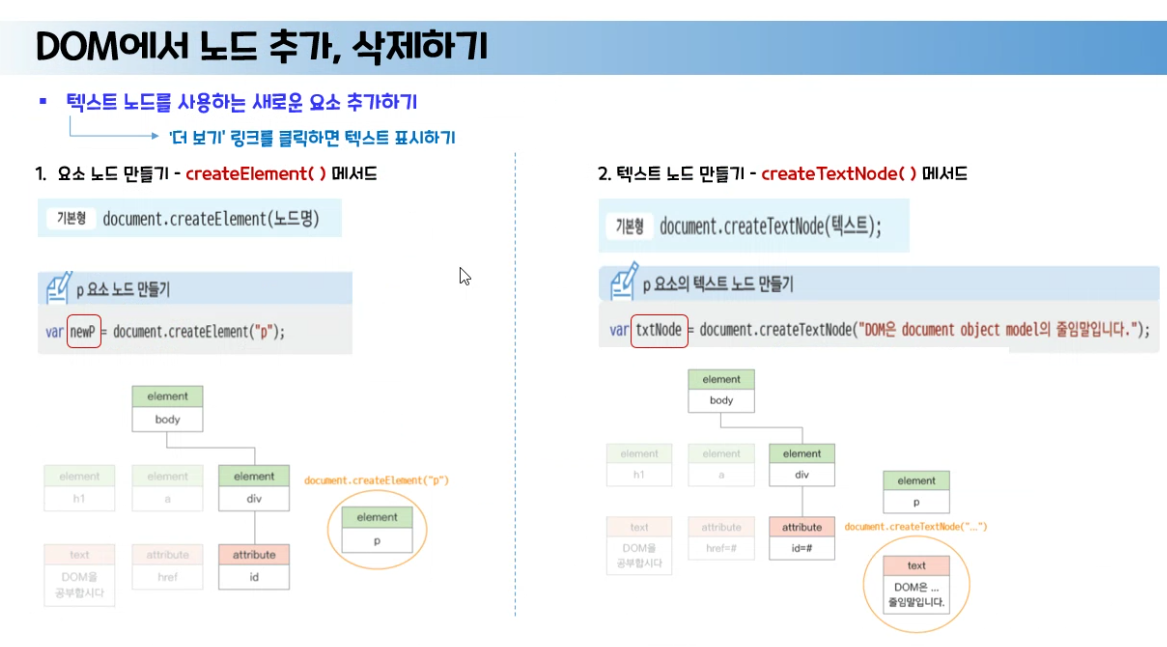 DOM에서 노드 추가, 삭제하기
▪ 텍스트 노드를 사용하는 새로운 요소 추가하기
'더 보기' 링크를 클릭하면 텍스트 표시하기
1. 요소 노드 만들기 - createElement( ) 메서드
기본형 document.createElement(노드명)
p 요소 노드 만들기
var newP = document.createElement("p");
element
body
element
h1
element
a
element
div
document.createElement("p")
element
p
text
DOM을
공부합시다
attribute
href
attribute
id
2. 텍스트 노드 만들기 - createTextNode( ) 메서드
기본형 document.createTextNode(텍스트);
p 요소의 텍스트 노드 만들기
var txtNode = document.createTextNode("DOM은 document object model의 줄임말입니다.");
element
body
element
h1
element
a
element
div
element
p
text
DOM을
공부합시다
attribute
href=#
attribute
id=#
document.createTextNode("...")
text
DOM은 ...
줄임말입니다.